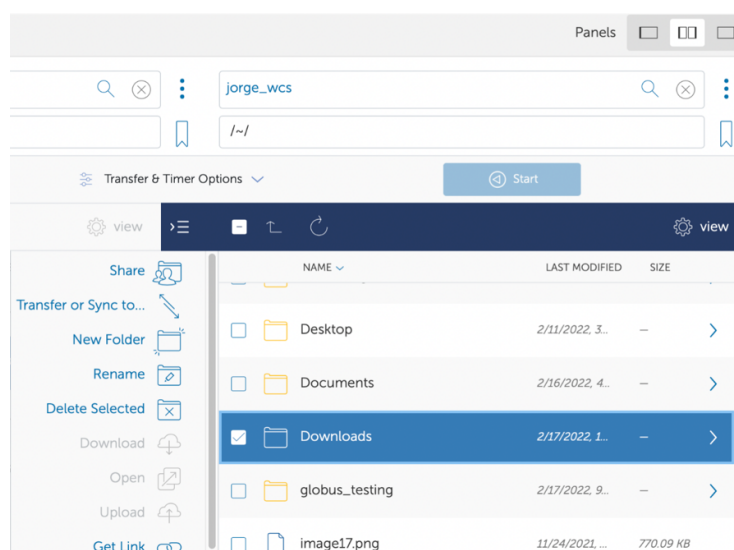 Panels
jorge_wcs
/~/
Transfer & Timer Options
Start
view
view
NAME
LAST MODIFIED
SIZE
Share
Transfer or Sync to...
New Folder
Rename
Delete Selected
Download
Open
Upload
Get Link
Desktop
2/11/2022, 3...
—
Documents
2/16/2022, 4...
—
Downloads
2/17/2022, 1...
—
globus_testing
2/17/2022, 9...
—
image17.png
11/24/2021, ...
770.09 KB